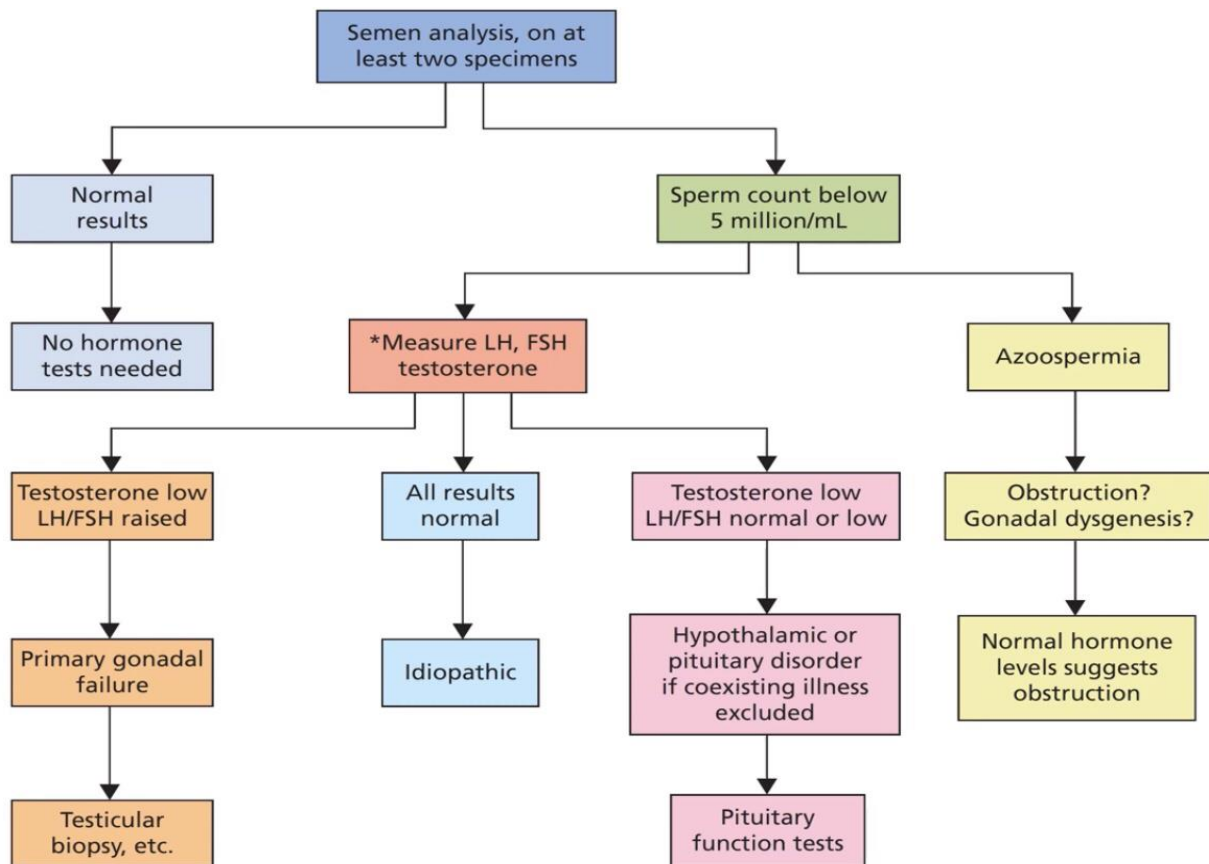 Semen analysis, on at
least two specimens
Normal
results
Sperm count below
5 million/mL
No hormone
tests needed
*Measure LH, FSH
testosterone
Azoospermia
Testosterone low
LH/FSH raised
All results
normal
Testosterone low
LH/FSH normal or low
Obstruction?
Gonadal dysgenesis?
Primary gonadal
failure
Idiopathic
Hypothalamic or
pituitary disorder
if coexisting illness
excluded
Normal hormone
levels suggests
obstruction
Testicular
biopsy, etc.
Pituitary
function tests